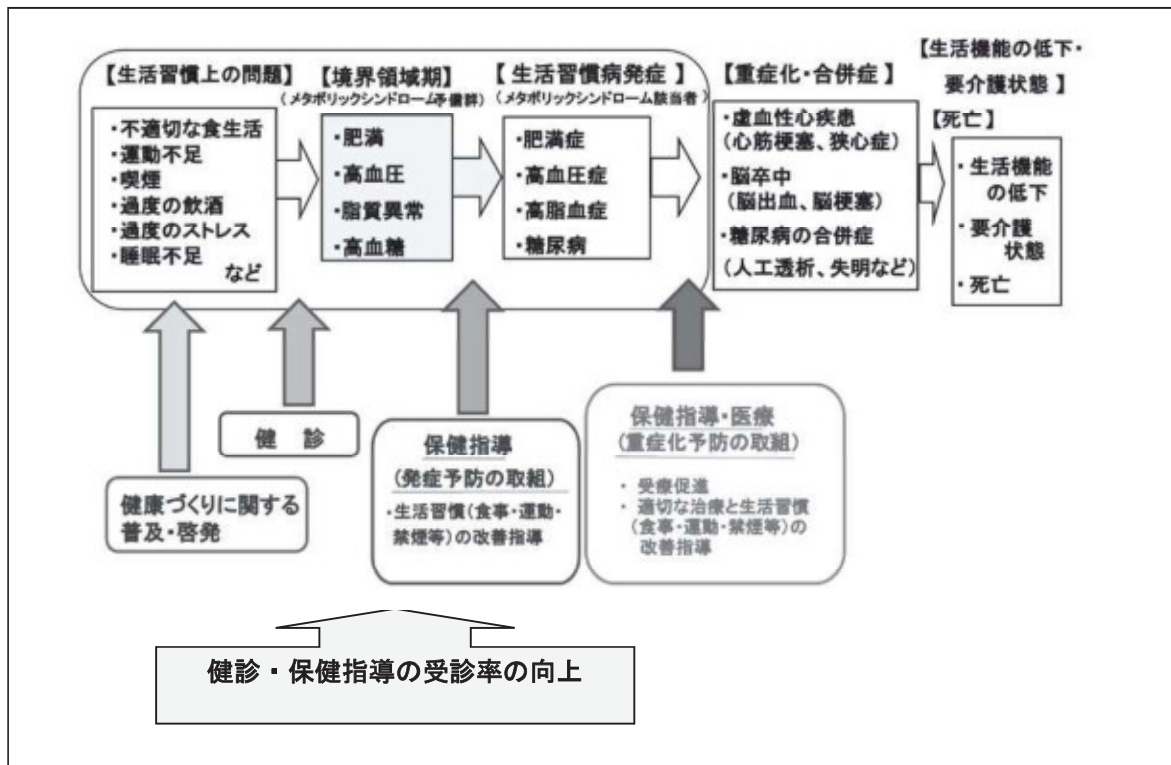 【生活習慣上の問題】
・不適切な食生活
・運動不足
・喫煙
・過度の飲酒
・過度のストレス
・睡眠不足
など
【境界領域期】
(メタボリックシンドローム予備群)
・肥満
・高血圧
・脂質異常
・高血糖
【生活習慣病発症】
(メタボリックシンドローム該当者)
・肥満症
・高血圧症
・高脂血症
・糖尿病
【重症化・合併症】
・虚血性心疾患
(心筋梗塞、狭心症)
・脳卒中
(脳出血、脳梗塞)
・糖尿病の合併症
(人工透析、失明など)
【生活機能の低下・
要介護状態】
【死亡】
・生活機能
の低下
・要介護
状態
・死亡
健康づくりに関する
普及・啓発
健 診
保健指導
(発症予防の取組)
・生活習慣(食事・運動・
禁煙等)の改善指導
保健指導・医療
(重症化予防の取組)
・ 受療促進
・ 適切な治療と生活習慣
(食事・運動・禁煙等)の
改善指導
健診・保健指導の受診率の向上